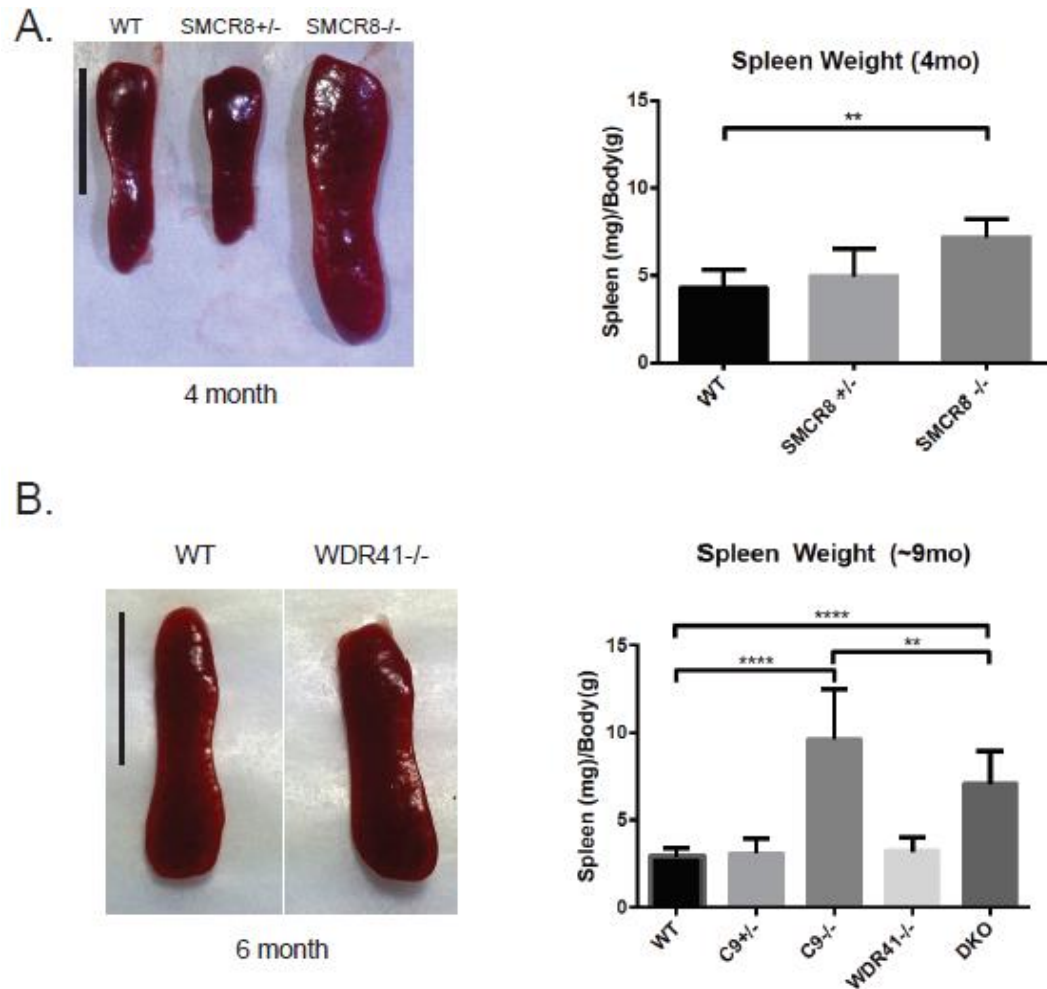 A.
WT SMCR8+/- SMCR8-/-
4 month
Spleen Weight (4mo)
**
Spleen (mg)/Body(g)
15
10
5
0
WT
SMCR8 +/-
SMCR8 -/-
B.
WT WDR41-/-
6 month
Spleen Weight (~9mo)
****
****
**
Spleen (mg)/Body(g)
15
10
5
0
WT
C9+/-
C9-/-
WDR41-/-
DKO